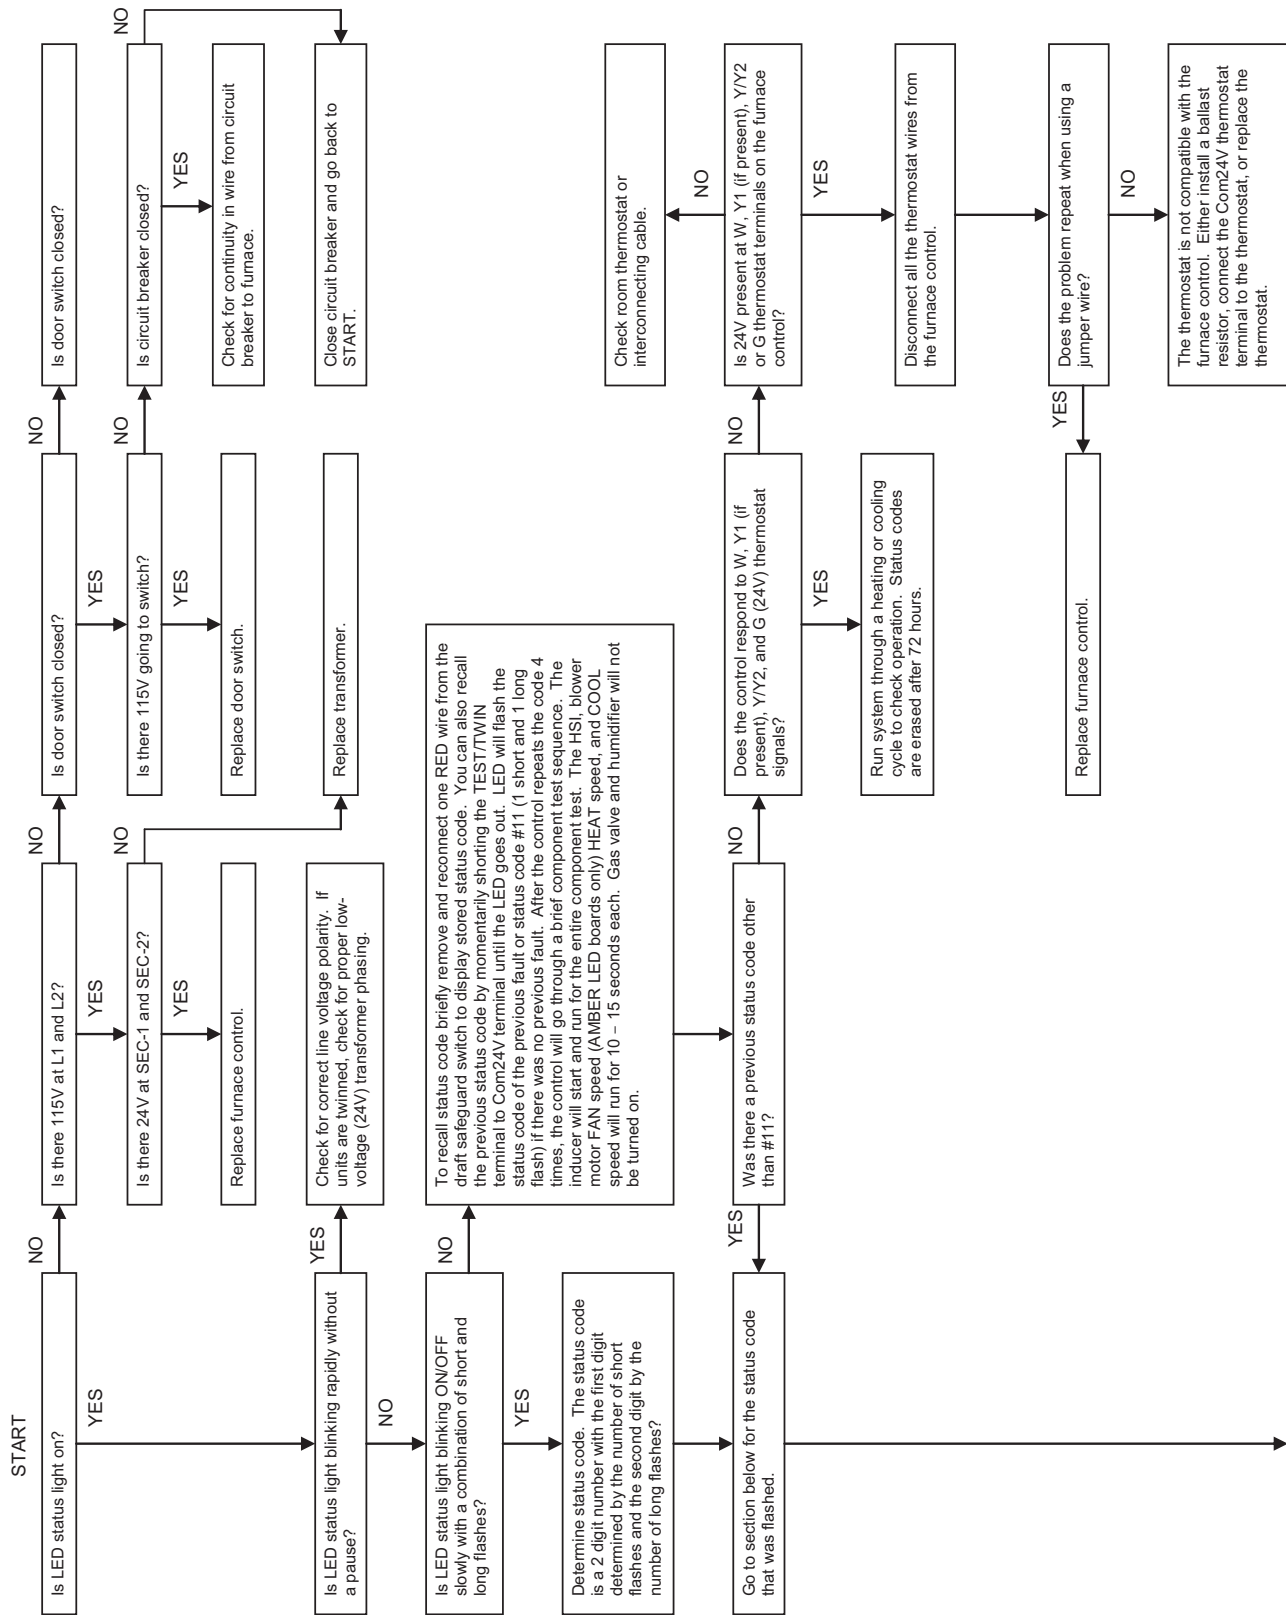 START
Is LED status light on?
NO
YES
Is there 115V at L1 and L2?
NO
YES
Is door switch closed?
NO
YES
Is door switch closed?
Is there 24V at SEC-1 and SEC-2?
NO
YES
Replace furnace control.
Is there 115V going to switch?
NO
YES
Replace door switch.
Is circuit breaker closed?
NO
YES
Check for continuity in wire from circuit
breaker to furnace.
Replace transformer.
Close circuit breaker and go back to
START.
Is LED status light blinking rapidly without
a pause?
YES
NO
Check for correct line voltage polarity. If
units are twinned, check for proper low-
voltage (24V) transformer phasing.
Is LED status light blinking ON/OFF
slowly with a combination of short and
long flashes?
NO
YES
To recall status code briefly remove and reconnect one RED wire from the
draft safeguard switch to display stored status code. You can also recall
the previous status code by momentarily shorting the TEST/TWIN
terminal to Com24V terminal until the LED goes out. LED will flash the
status code of the previous fault or status code #11 (1 short and 1 long
flash) if there was no previous fault. After the control repeats the code 4
times, the control will go through a brief component test sequence. The
inducer will start and run for the entire component test. The HSI, blower
motor FAN speed (AMBER LED boards only) HEAT speed, and COOL
speed will run for 10 – 15 seconds each. Gas valve and humidifier will not
be turned on.
Determine status code. The status code
is a 2 digit number with the first digit
determined by the number of short
flashes and the second digit by the
number of long flashes?
Go to section below for the status code
that was flashed.
YES
Was there a previous status code other
than #11?
NO
Does the control respond to W, Y1 (if
present), Y/Y2, and G (24V) thermostat
signals?
NO
YES
Run system through a heating or cooling
cycle to check operation. Status codes
are erased after 72 hours.
Check room thermostat or
interconnecting cable.
NO
Is 24V present at W, Y1 (if present), Y/Y2
or G thermostat terminals on the furnace
control?
YES
Disconnect all the thermostat wires from
the furnace control.
Does the problem repeat when using a
jumper wire?
YES
NO
Replace furnace control.
The thermostat is not compatible with the
furnace control. Either install a ballast
resistor, connect the Com24V thermostat
terminal to the thermostat, or replace the
thermostat.